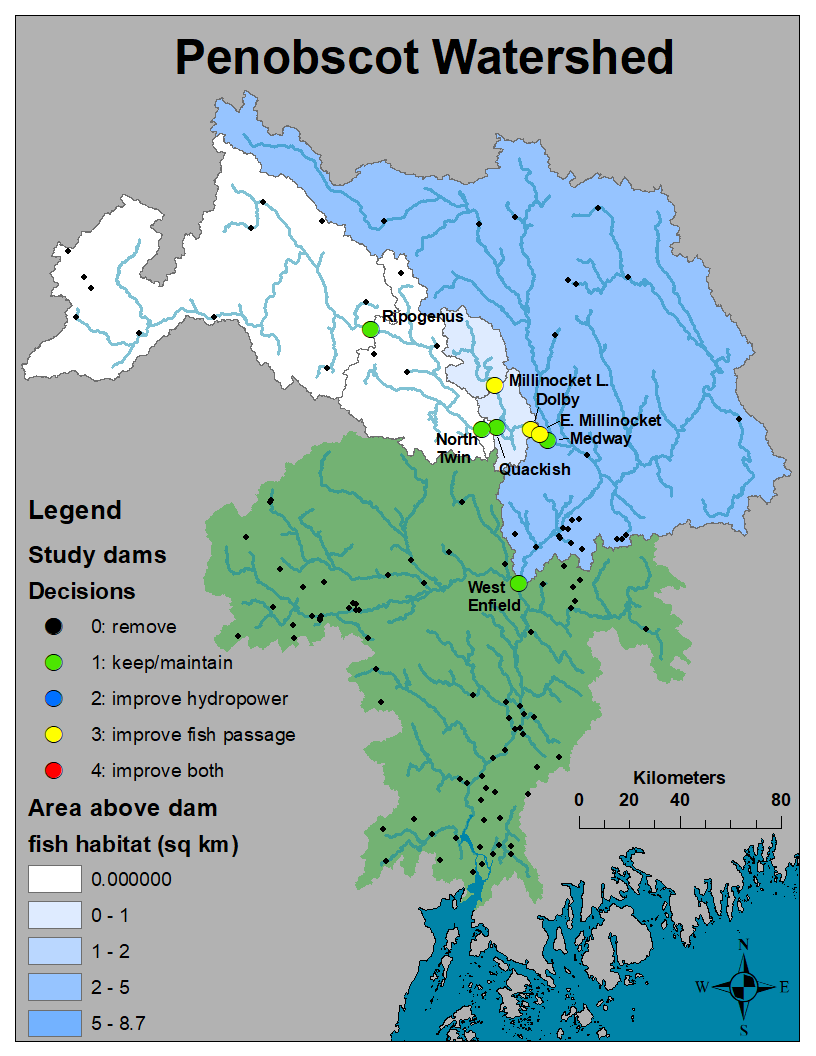 Penobscot Watershed
Ripogenus
Millinocket L.
Dolby
E. Millinocket
Medway
North
Twin
Quackish
West
Enfield
Legend
Study dams
Decisions
0: remove
1: keep/maintain
2: improve hydropower
3: improve fish passage
4: improve both
Area above dam
fish habitat (sq km)
0.000000
0 - 1
1 - 2
2 - 5
5 - 8.7
Kilometers
0 20 40 80
N
W E
S